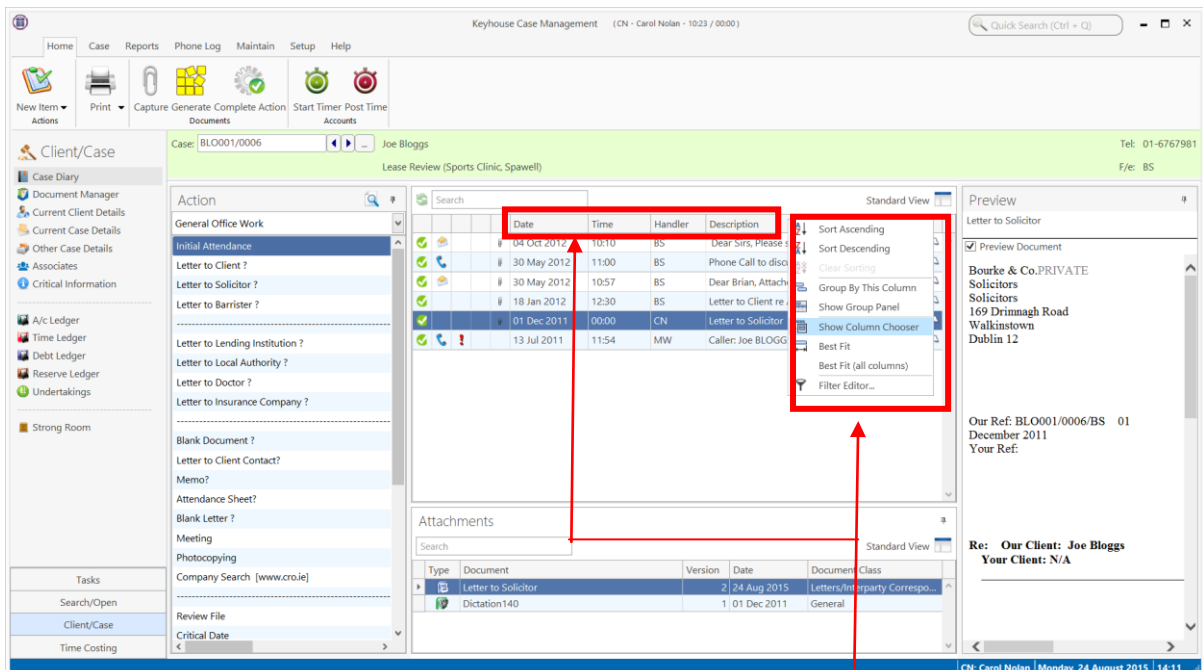 Keyhouse Case Management (CN - Carol Nolan - 10:23 / 00:00)
Quick Search (Ctrl + Q)
Home Case Reports Phone Log Maintain Setup Help
New Item Print Capture Generate Complete Action Start Timer Post Time
Actions Documents Accounts
Client/Case
Case Diary
Document Manager
Current Client Details
Current Case Details
Other Case Details
Associates
Critical Information
A/c Ledger
Time Ledger
Debt Ledger
Reserve Ledger
Undertakings
Strong Room
Tasks
Search/Open
Client/Case
Time Costing
Case: BLO001/0006 ... Joe Bloggs Tel: 01-6767981
Lease Review (Sports Clinic, Spawell) F/e: BS
Action
General Office Work
Initial Attendance
Letter to Client ?
Letter to Solicitor ?
Letter to Barrister ?
Letter to Lending Institution ?
Letter to Local Authority ?
Letter to Doctor ?
Letter to Insurance Company ?
Blank Document ?
Letter to Client Contact?
Memo?
Attendance Sheet?
Blank Letter ?
Meeting
Photocopying
Company Search [www.cro.ie]
Review File
Critical Date
Search Standard View
Date Time Handler Description
04 Oct 2012 10:10 BS Dear Sirs, Please
30 May 2012 11:00 BS Phone Call to disc
30 May 2012 10:57 BS Dear Brian, Attach
18 Jan 2012 12:30 BS Letter to Client re
01 Dec 2011 00:00 CN Letter to Solicitor
13 Jul 2011 11:54 MW Caller: Joe BLOGG
Sort Ascending
Sort Descending
Clear Sorting
Group By This Column
Show Group Panel
Show Column Chooser
Best Fit
Best Fit (all columns)
Filter Editor...
Attachments
Search Standard View
Type Document Version Date Document Class
Letter to Solicitor 2 24 Aug 2015 Letters/Interparty Correspo...
Dictation140 1 01 Dec 2011 General
Preview
Letter to Solicitor
Preview Document
Bourke & Co.PRIVATE
Solicitors
Solicitors
169 Drimnagh Road
Walkinstown
Dublin 12
Our Ref: BLO001/0006/BS 01
December 2011
Your Ref:
Re: Our Client: Joe Bloggs
Your Client: N/A
CN: Carol Nolan Monday, 24 August 2015 14:11